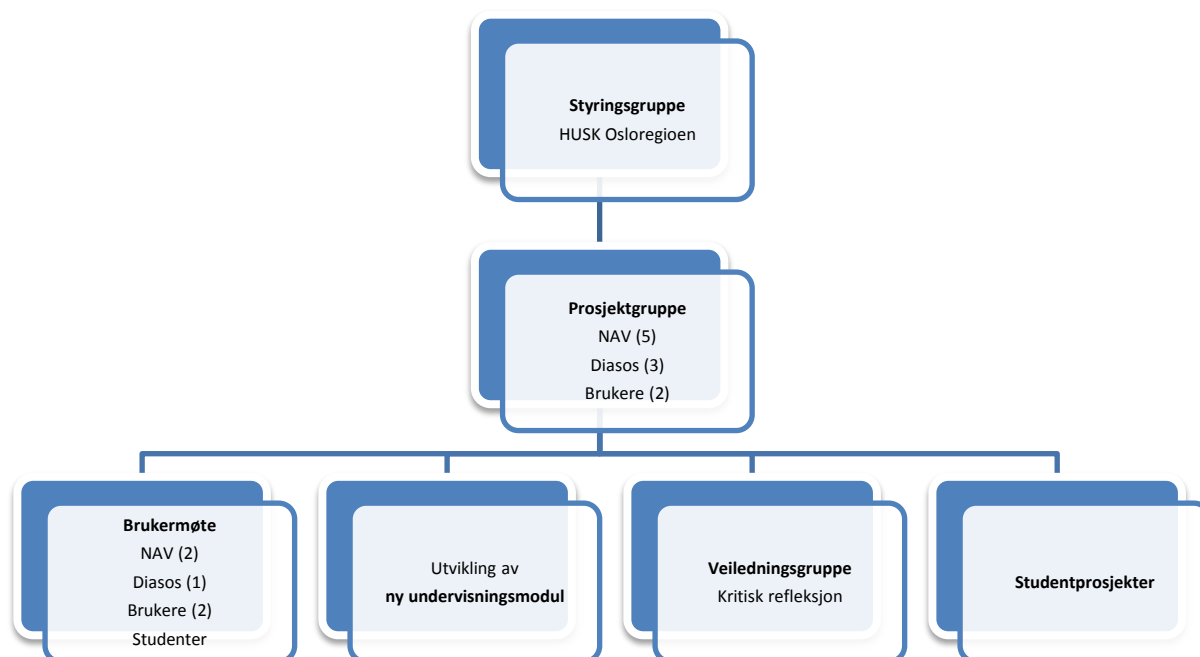 Styringsgruppe
HUSK Osloregioen
Prosjektgruppe
NAV (5)
Diasos (3)
Brukere (2)
Brukermøte
NAV (2)
Diasos (1)
Brukere (2)
Studenter
Utvikling av
ny undervisningsmodul
Veiledningsgruppe
Kritisk refleksjon
Studentprosjekter